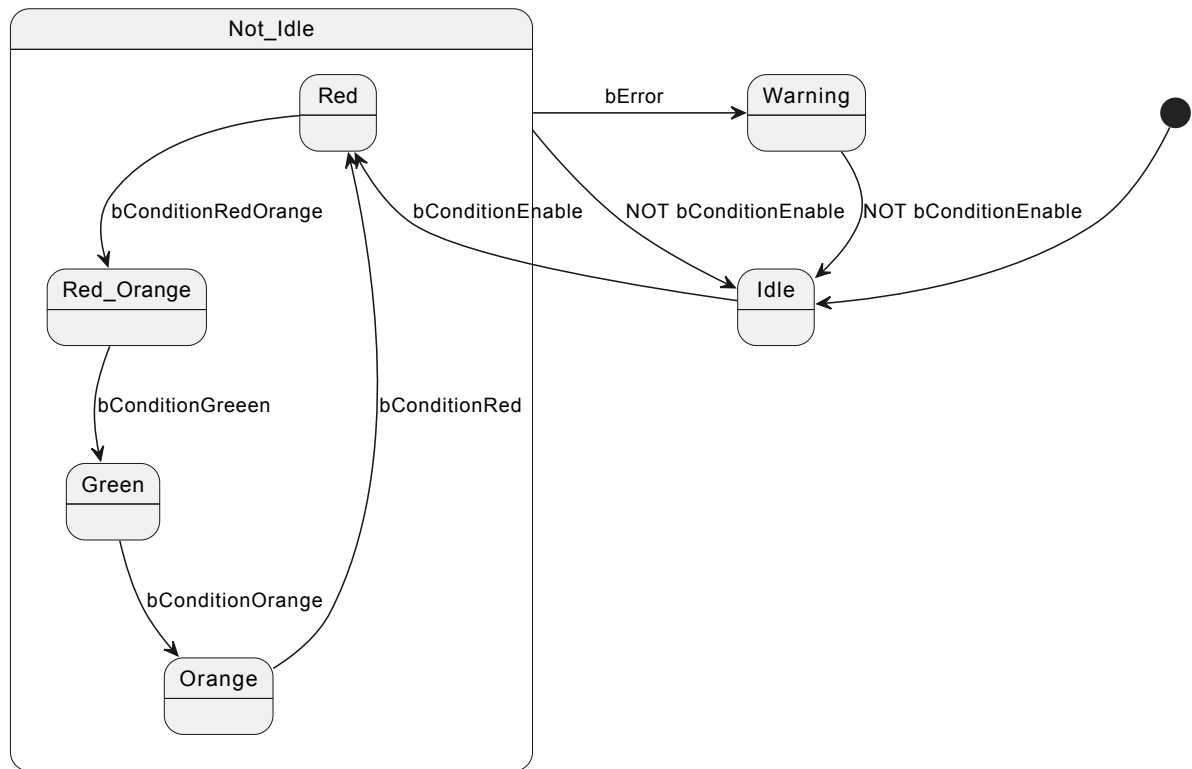 Not_Idle
Red
bError
Warning
bConditionRedOrange
bConditionEnable
NOT bConditionEnable
NOT bConditionEnable
Red_Orange
Idle
bConditionGreeen
bConditionRed
Green
bConditionOrange
Orange